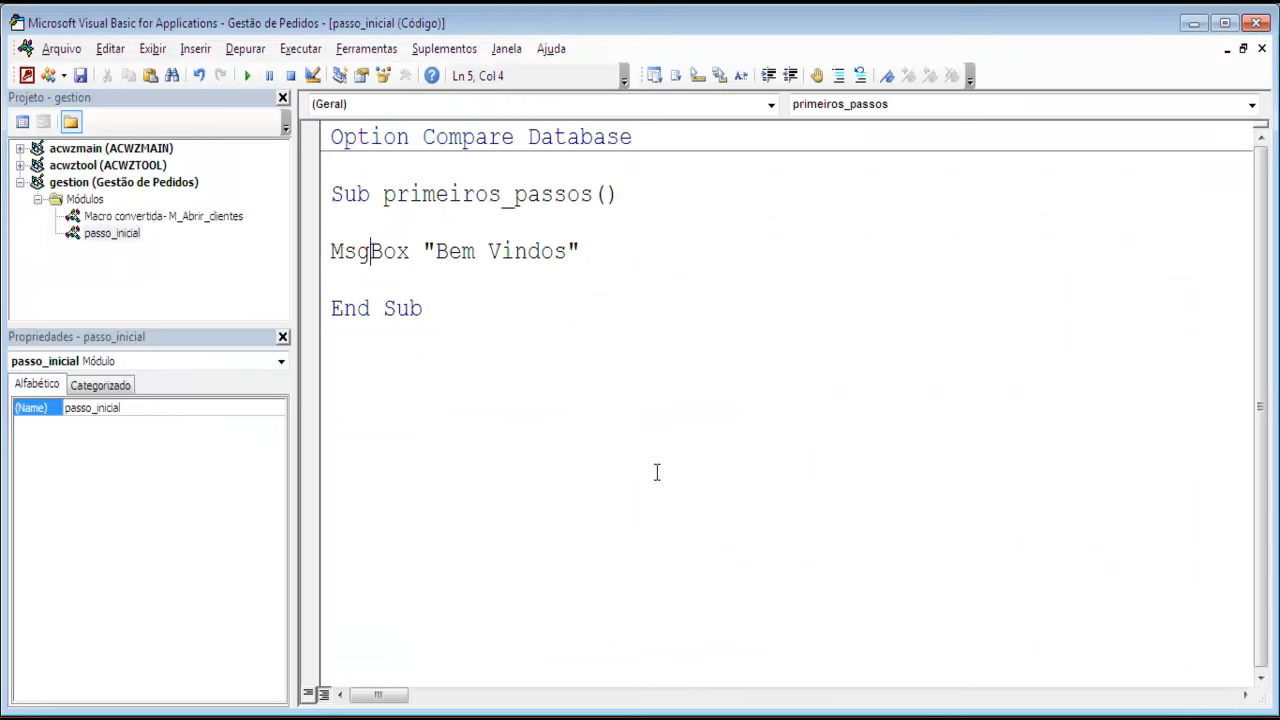 Microsoft Visual Basic for Applications - Gestão de Pedidos - [passo_inicial (Código)]
Arquivo Editar Exibir Inserir Depurar Executar Ferramentas Suplementos Janela Ajuda
Ln 5, Col 4
Projeto - gestion
(Geral)
primeiros_passos
acwzmain (ACWZMAIN)
acwztool (ACWZTOOL)
gestion (Gestão de Pedidos)
Módulos
Macro convertida- M_Abrir_clientes
passo_inicial
Option Compare Database
Sub primeiros_passos()
MsgBox "Bem Vindos"
End Sub
Propriedades - passo_inicial
passo_inicial Módulo
Alfabético Categorizado
(Name) passo_inicial